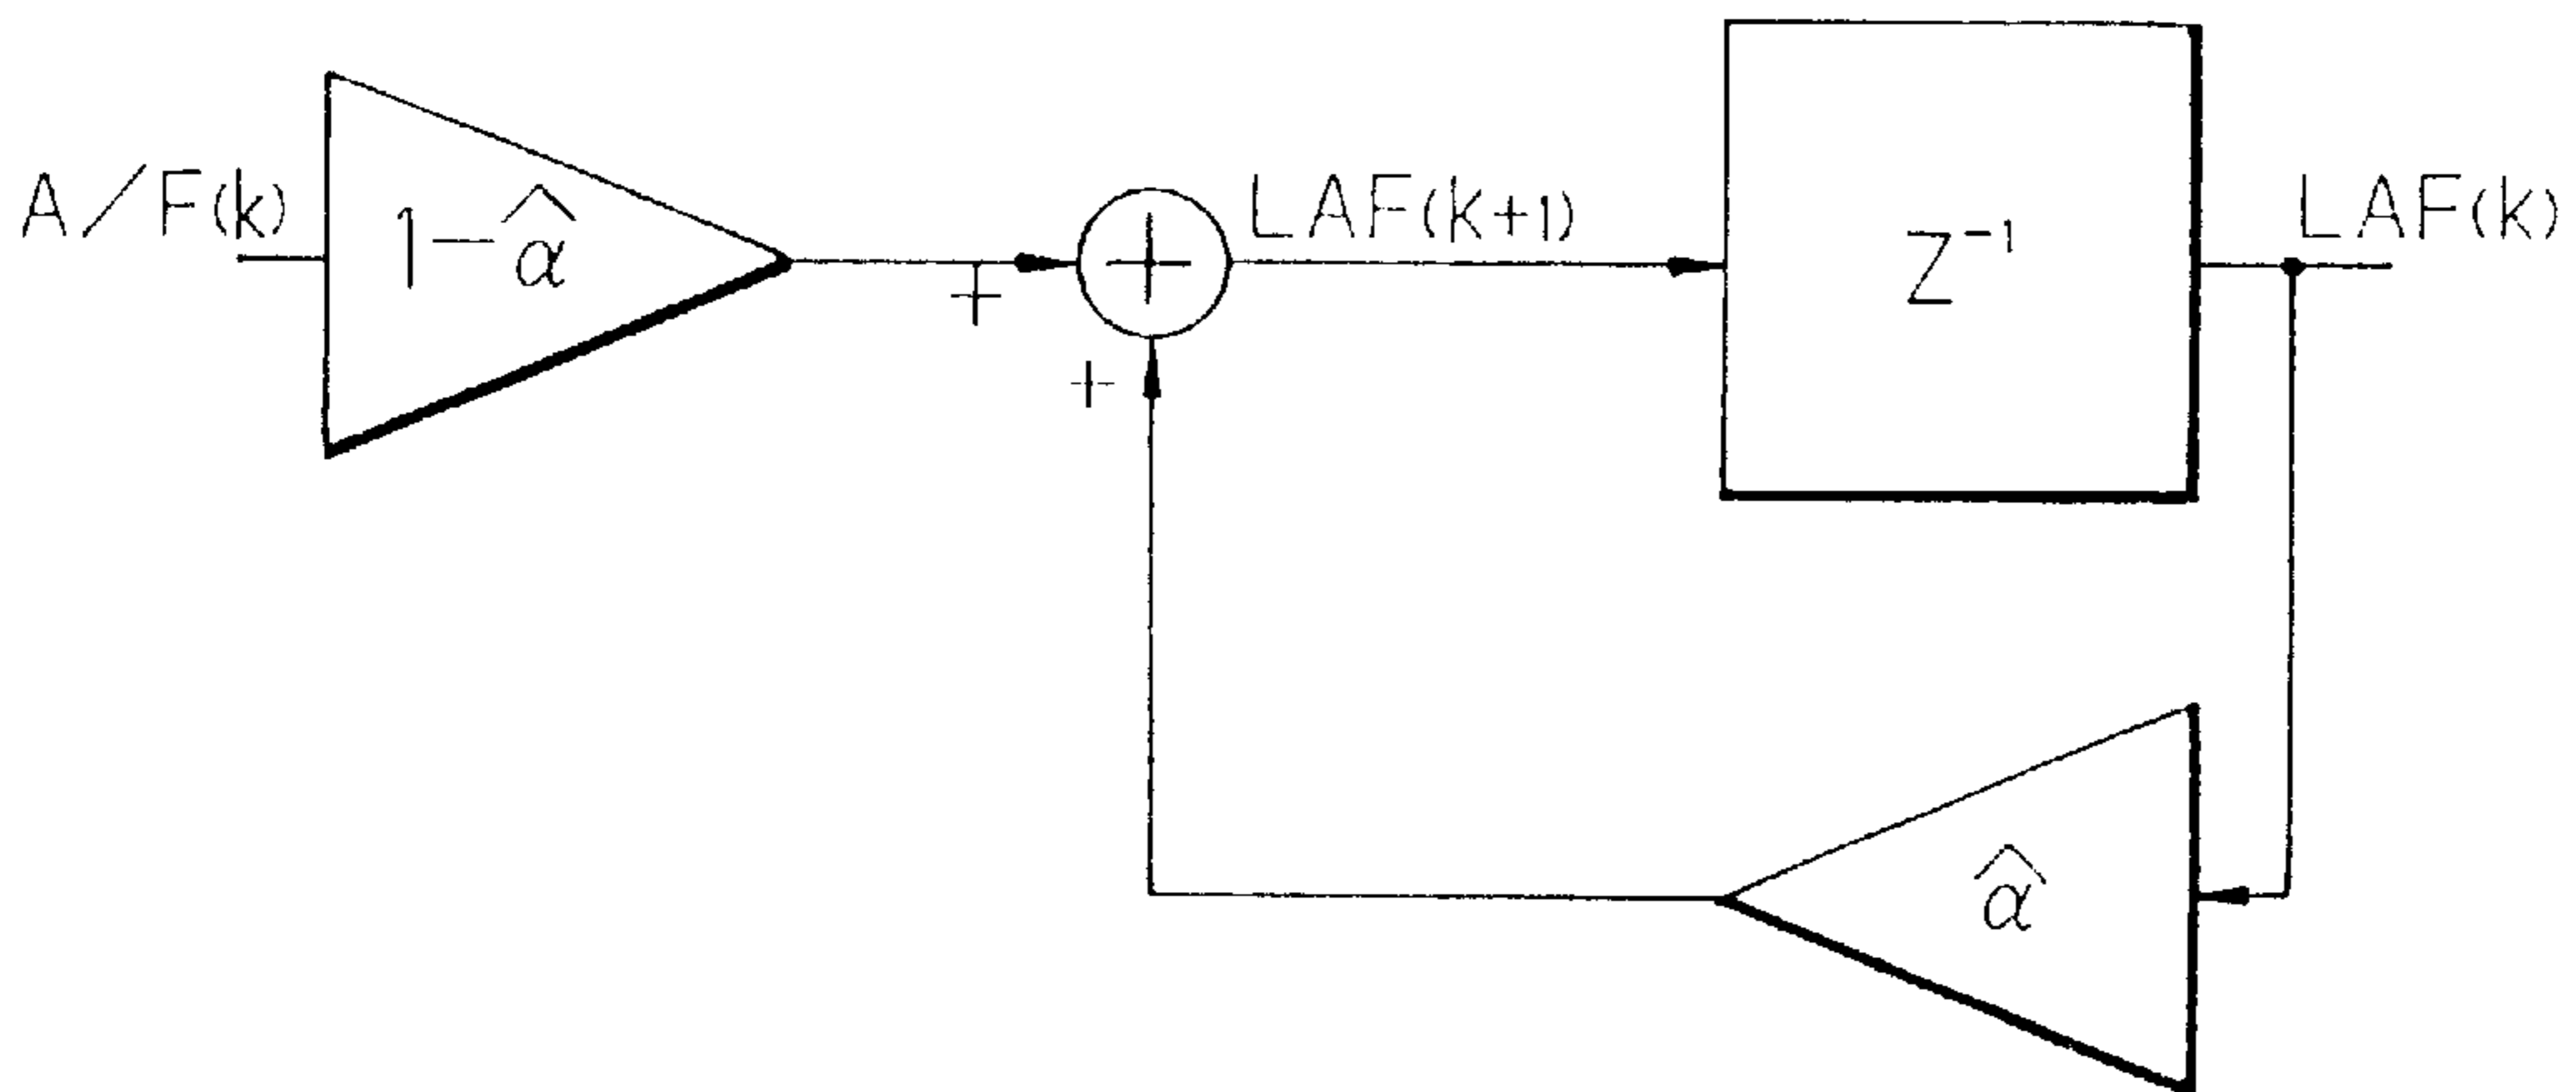 A/F(k)
1-α̂
+
+
LAF(k+1)
Z⁻¹
LAF(k)
α̂